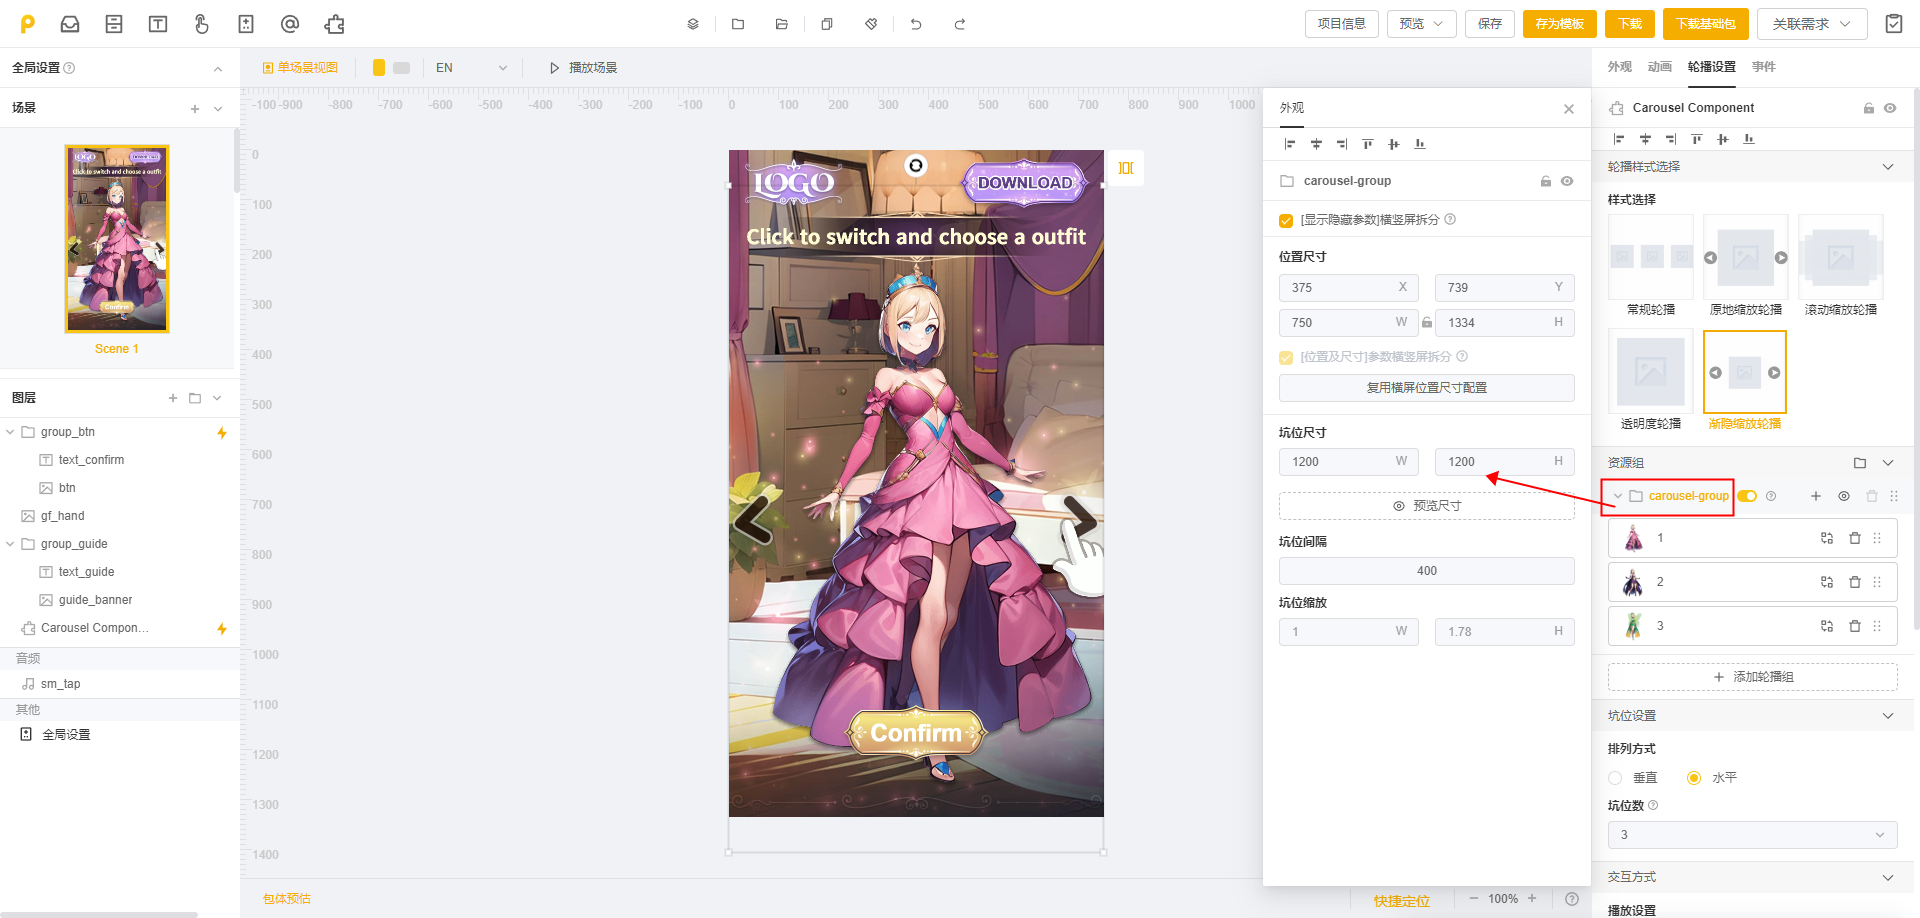 项目信息
预览
保存
存为模板
下载
下载基础包
关联需求
全局设置
单场景视图
EN
播放场景
外观
动画
轮播设置
事件
场景
-100
-900
-800
-700
-600
-500
-400
-300
-200
-100
0
100
200
300
400
500
600
700
800
900
1000
外观
Carousel Component
LOGO
DOWNLOAD
Click to switch and choose a outfit
Confirm
Scene 1
0
100
200
300
400
500
600
700
800
900
1000
1100
1200
1300
1400
LOGO
DOWNLOAD
Click to switch and choose a outfit
Confirm
图层
group_btn
text_confirm
btn
gf_hand
group_guide
text_guide
guide_banner
Carousel Compon...
音频
sm_tap
其他
全局设置
包体预估
快捷定位
100%
carousel-group
[显示隐藏参数]横竖屏拆分
位置尺寸
375 X
739 Y
750 W
1334 H
[位置及尺寸]参数横竖屏拆分
复用横屏位置尺寸配置
坑位尺寸
1200 W
1200 H
预览尺寸
坑位间隔
400
坑位缩放
1 W
1.78 H
轮播样式选择
样式选择
常规轮播
原地缩放轮播
滚动缩放轮播
透明度轮播
渐隐缩放轮播
资源组
carousel-group
1
2
3
添加轮播组
坑位设置
排列方式
垂直
水平
坑位数
3
交互方式
播放设置